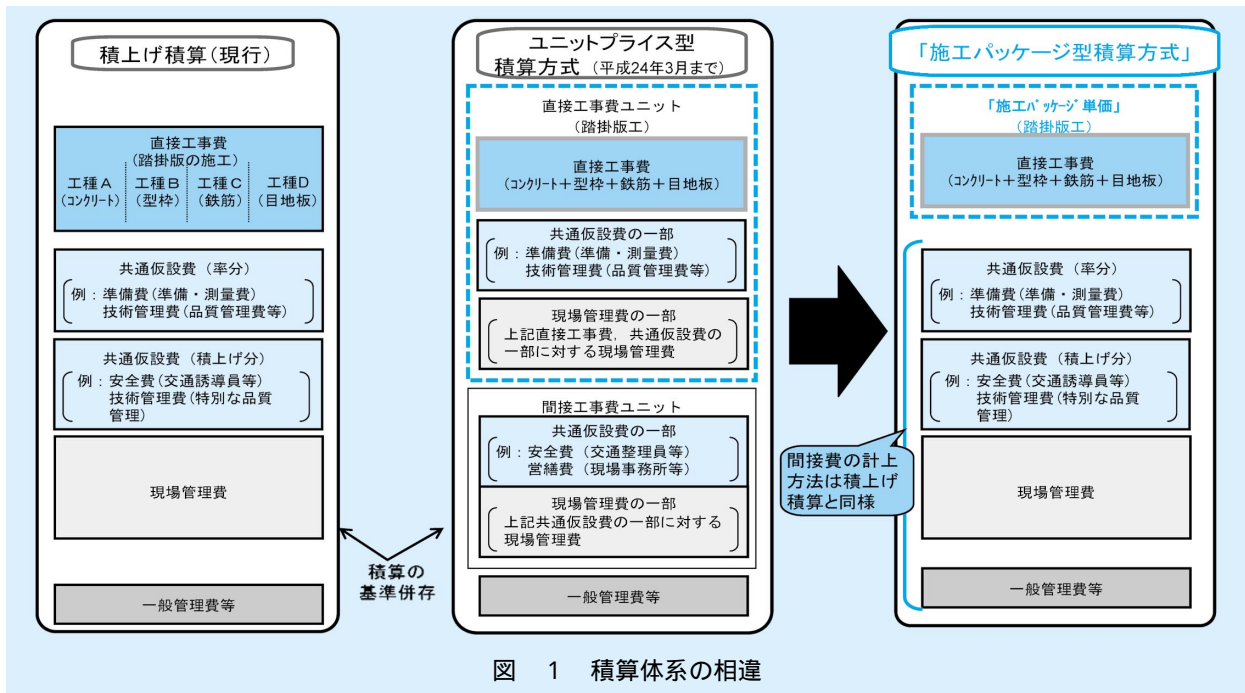 積上げ積算(現行)
直接工事費
(踏掛版の施工)
工種A
(コンクリート)
工種B
(型枠)
工種C
(鉄筋)
工種D
(目地板)
共通仮設費（率分）
例：準備費(準備・測量費)
技術管理費(品質管理費等)
共通仮設費（積上げ分）
例：安全費(交通誘導員等)
技術管理費(特別な品質
管理)
現場管理費
一般管理費等
積算の
基準併存
ユニットプライス型
積算方式（平成24年3月まで）
直接工事費ユニット
(踏掛版工)
直接工事費
(コンクリート＋型枠＋鉄筋＋目地板)
共通仮設費の一部
例：準備費(準備・測量費)
技術管理費(品質管理費等)
現場管理費の一部
上記直接工事費，共通仮設費の
一部に対する現場管理費
間接工事費ユニット
共通仮設費の一部
例：安全費（交通整理員等）
営繕費（現場事務所等）
現場管理費の一部
上記共通仮設費の一部に対する
現場管理費
一般管理費等
「施工パッケージ型積算方式」
「施工パッケージ単価」
(踏掛版工)
直接工事費
(コンクリート＋型枠＋鉄筋＋目地板)
共通仮設費（率分）
例：準備費(準備・測量費)
技術管理費(品質管理費等)
共通仮設費（積上げ分）
例：安全費(交通誘導員等)
技術管理費(特別な品質
管理)
間接費の計上
方法は積上げ
積算と同様
現場管理費
一般管理費等
図　1　積算体系の相違